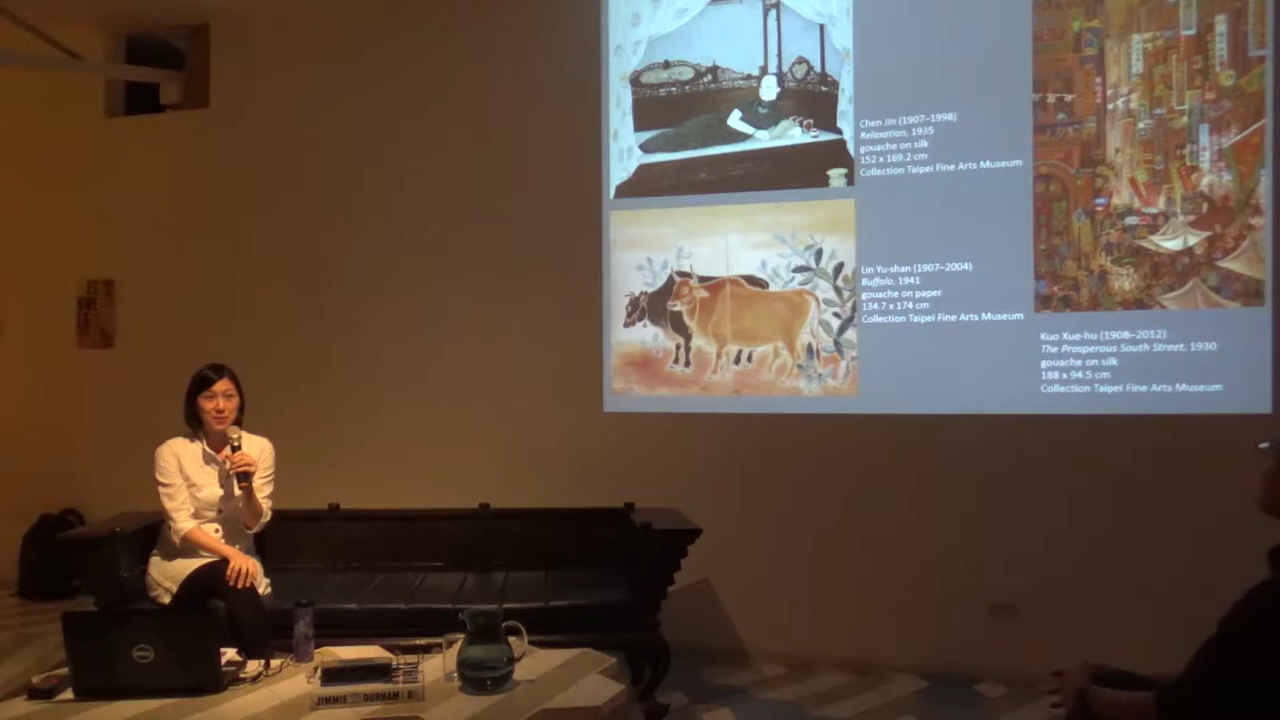 Chen Jin (1907–1998)
Relaxation, 1935
gouache on silk
152 x 169.2 cm
Collection Taipei Fine Arts Museum
Lin Yu-shan (1907–2004)
Buffalo, 1941
gouache on paper
134.7 x 174 cm
Collection Taipei Fine Arts Museum
Kuo Xue-hu (1908–2012)
The Prosperous South Street, 1930
gouache on silk
188 x 94.5 cm
Collection Taipei Fine Arts Museum
DELL
JIMMIE DURHAM